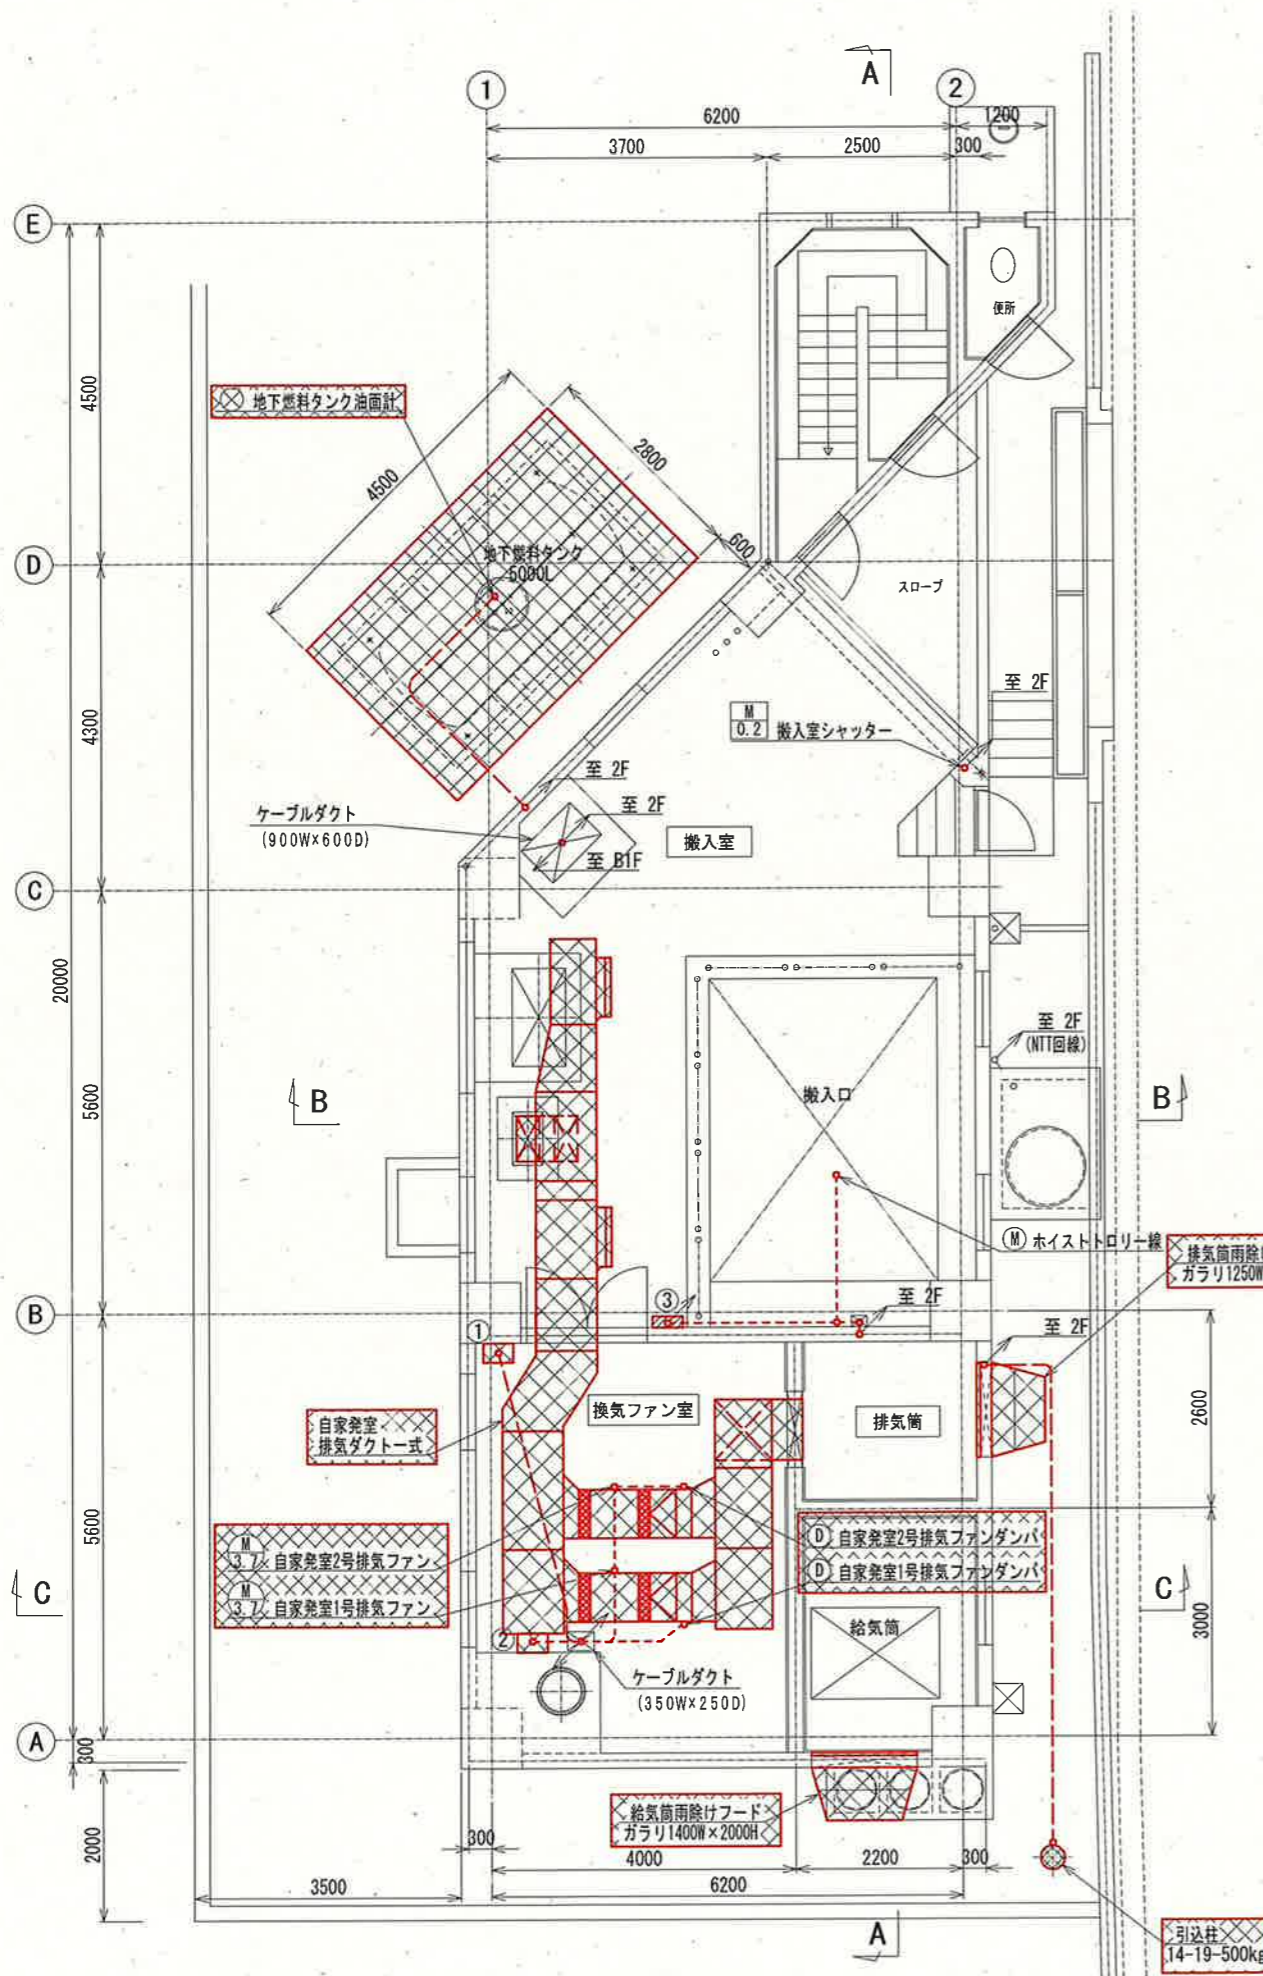 A
1
2
6200
1200
3700
2500
300
E
便所
4500
地下燃料タンク油面計
4500
2800
600
地下燃料タンク
5000L
D
スロープ
至 2F
M
0.2 搬入室シャッター
4300
至 2F
ケーブルダクト
(900W×600D)
至 2F
搬入室
至 B1F
C
20000
至 2F
(NTT回線)
B
搬入口
B
5600
M ホイストトロリー線
排気筒雨除
ガラリ1250W
B
3
至 2F
1
至 2F
換気ファン室
排気筒
2600
自家発室
排気ダクト一式
5600
M
3.7 自家発室2号排気ファン
D 自家発室2号排気ファンダンパ
M
3.7 自家発室1号排気ファン
D 自家発室1号排気ファンダンパ
C
C
給気筒
3000
2
ケーブルダクト
(350W×250D)
A
300
給気筒雨除けフード
ガラリ1400W×2000H
2000
300
4000
2200
300
3500
6200
A
引込柱
14-19-500kg